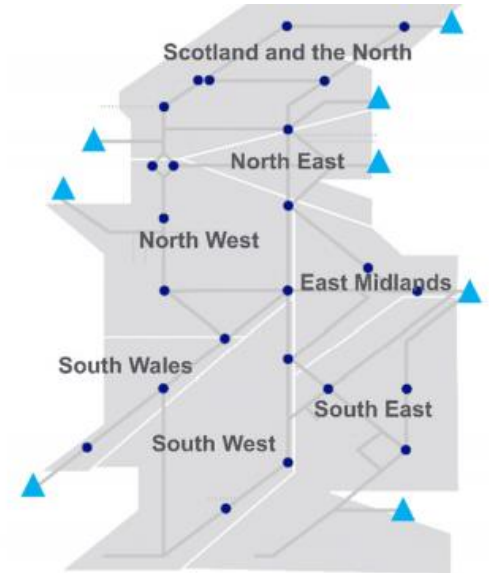 Scotland and the North
North East
North West
East Midlands
South Wales
South East
South West